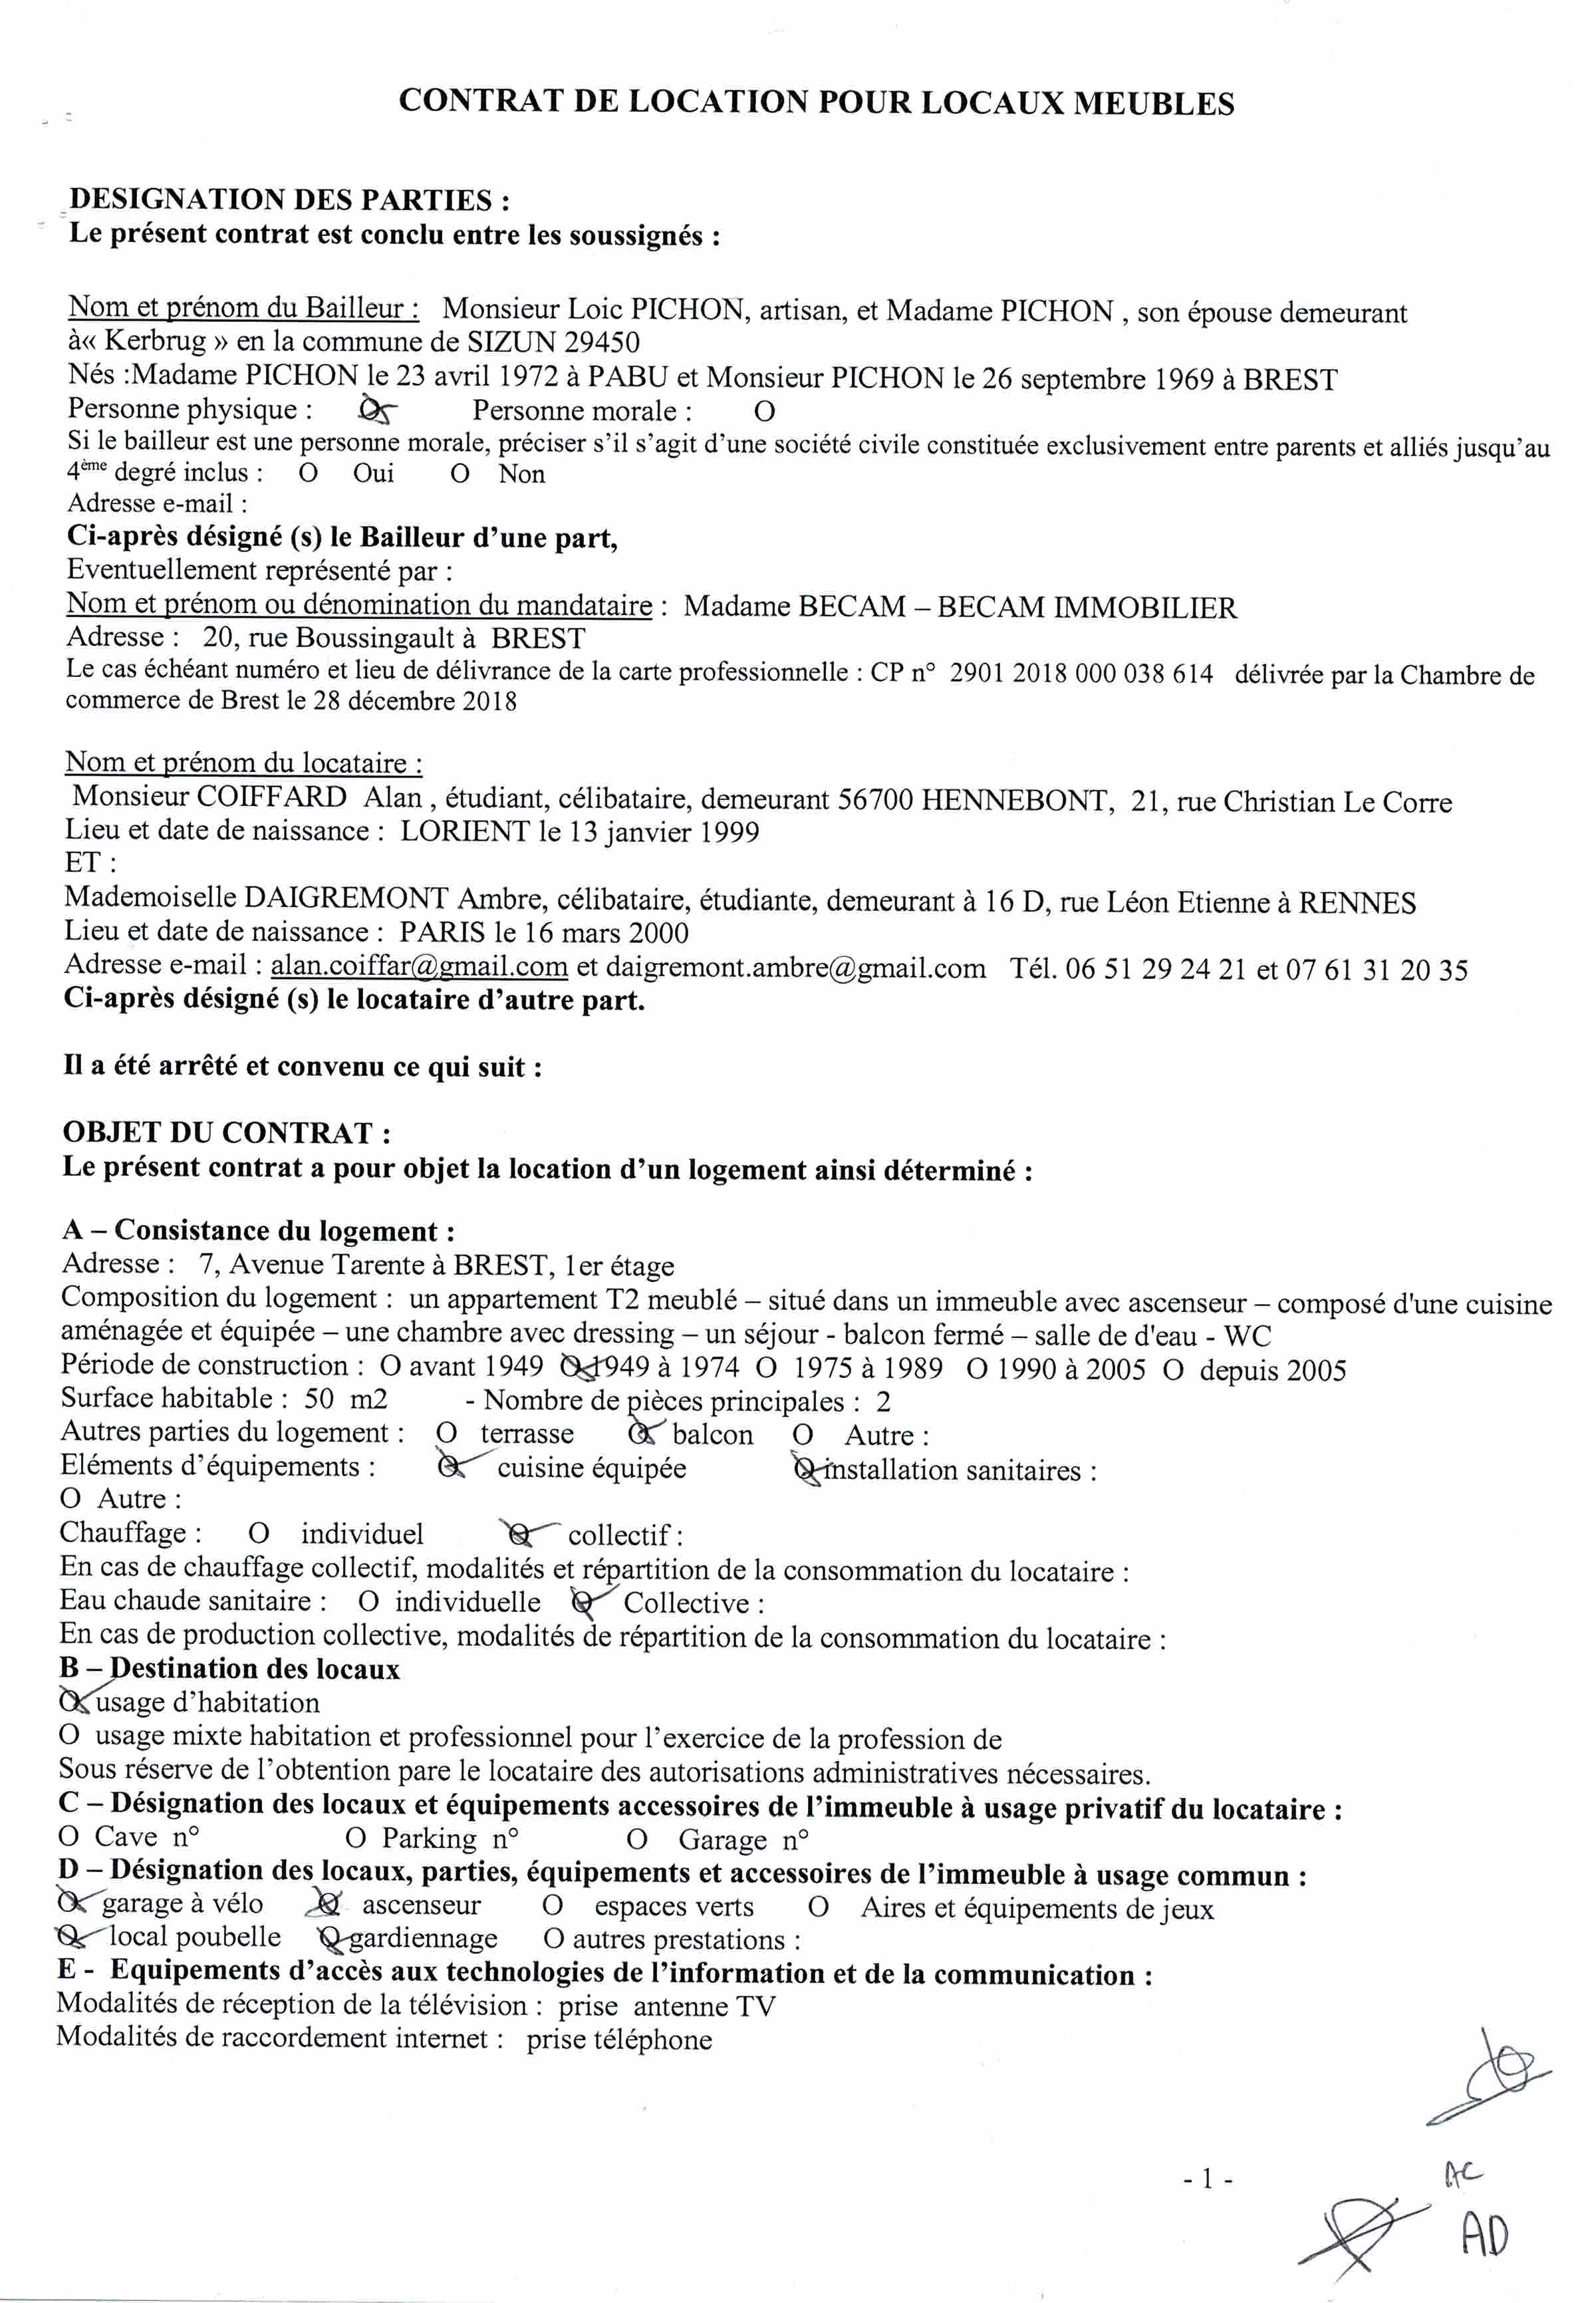 CONTRAT DE LOCATION POUR LOCAUX MEUBLES
DESIGNATION DES PARTIES :
Le présent contrat est conclu entre les soussignés :
Nom et prénom du Bailleur : Monsieur Loic PICHON, artisan, et Madame PICHON , son épouse demeurant
à« Kerbrug » en la commune de SIZUN 29450
Nés :Madame PICHON le 23 avril 1972 à PABU et Monsieur PICHON le 26 septembre 1969 à BREST
Personne physique : O Personne morale : O
Si le bailleur est une personne morale, préciser s'il s'agit d'une société civile constituée exclusivement entre parents et alliés jusqu'au
4ème degré inclus : O Oui O Non
Adresse e-mail :
Ci-après désigné (s) le Bailleur d'une part,
Eventuellement représenté par :
Nom et prénom ou dénomination du mandataire : Madame BECAM – BECAM IMMOBILIER
Adresse : 20, rue Boussingault à BREST
Le cas échéant numéro et lieu de délivrance de la carte professionnelle : CP n° 2901 2018 000 038 614 délivrée par la Chambre de
commerce de Brest le 28 décembre 2018
Nom et prénom du locataire :
Monsieur COIFFARD Alan , étudiant, célibataire, demeurant 56700 HENNEBONT, 21, rue Christian Le Corre
Lieu et date de naissance : LORIENT le 13 janvier 1999
ET :
Mademoiselle DAIGREMONT Ambre, célibataire, étudiante, demeurant à 16 D, rue Léon Etienne à RENNES
Lieu et date de naissance : PARIS le 16 mars 2000
Adresse e-mail : alan.coiffar@gmail.com et daigremont.ambre@gmail.com Tél. 06 51 29 24 21 et 07 61 31 20 35
Ci-après désigné (s) le locataire d'autre part.
Il a été arrêté et convenu ce qui suit :
OBJET DU CONTRAT :
Le présent contrat a pour objet la location d'un logement ainsi déterminé :
A – Consistance du logement :
Adresse : 7, Avenue Tarente à BREST, 1er étage
Composition du logement : un appartement T2 meublé – situé dans un immeuble avec ascenseur – composé d'une cuisine
aménagée et équipée – une chambre avec dressing – un séjour - balcon fermé – salle de d'eau - WC
Période de construction : O avant 1949 O 1949 à 1974 O 1975 à 1989 O 1990 à 2005 O depuis 2005
Surface habitable : 50 m2 - Nombre de pièces principales : 2
Autres parties du logement : O terrasse O balcon O Autre :
Eléments d'équipements : O cuisine équipée O installation sanitaires :
O Autre :
Chauffage : O individuel O collectif :
En cas de chauffage collectif, modalités et répartition de la consommation du locataire :
Eau chaude sanitaire : O individuelle O Collective :
En cas de production collective, modalités de répartition de la consommation du locataire :
B – Destination des locaux
O usage d'habitation
O usage mixte habitation et professionnel pour l'exercice de la profession de
Sous réserve de l'obtention pare le locataire des autorisations administratives nécessaires.
C – Désignation des locaux et équipements accessoires de l'immeuble à usage privatif du locataire :
O Cave n° O Parking n° O Garage n°
D – Désignation des locaux, parties, équipements et accessoires de l'immeuble à usage commun :
O garage à vélo O ascenseur O espaces verts O Aires et équipements de jeux
O local poubelle O gardiennage O autres prestations :
E - Equipements d'accès aux technologies de l'information et de la communication :
Modalités de réception de la télévision : prise antenne TV
Modalités de raccordement internet : prise téléphone
- 1 -
AC
AD